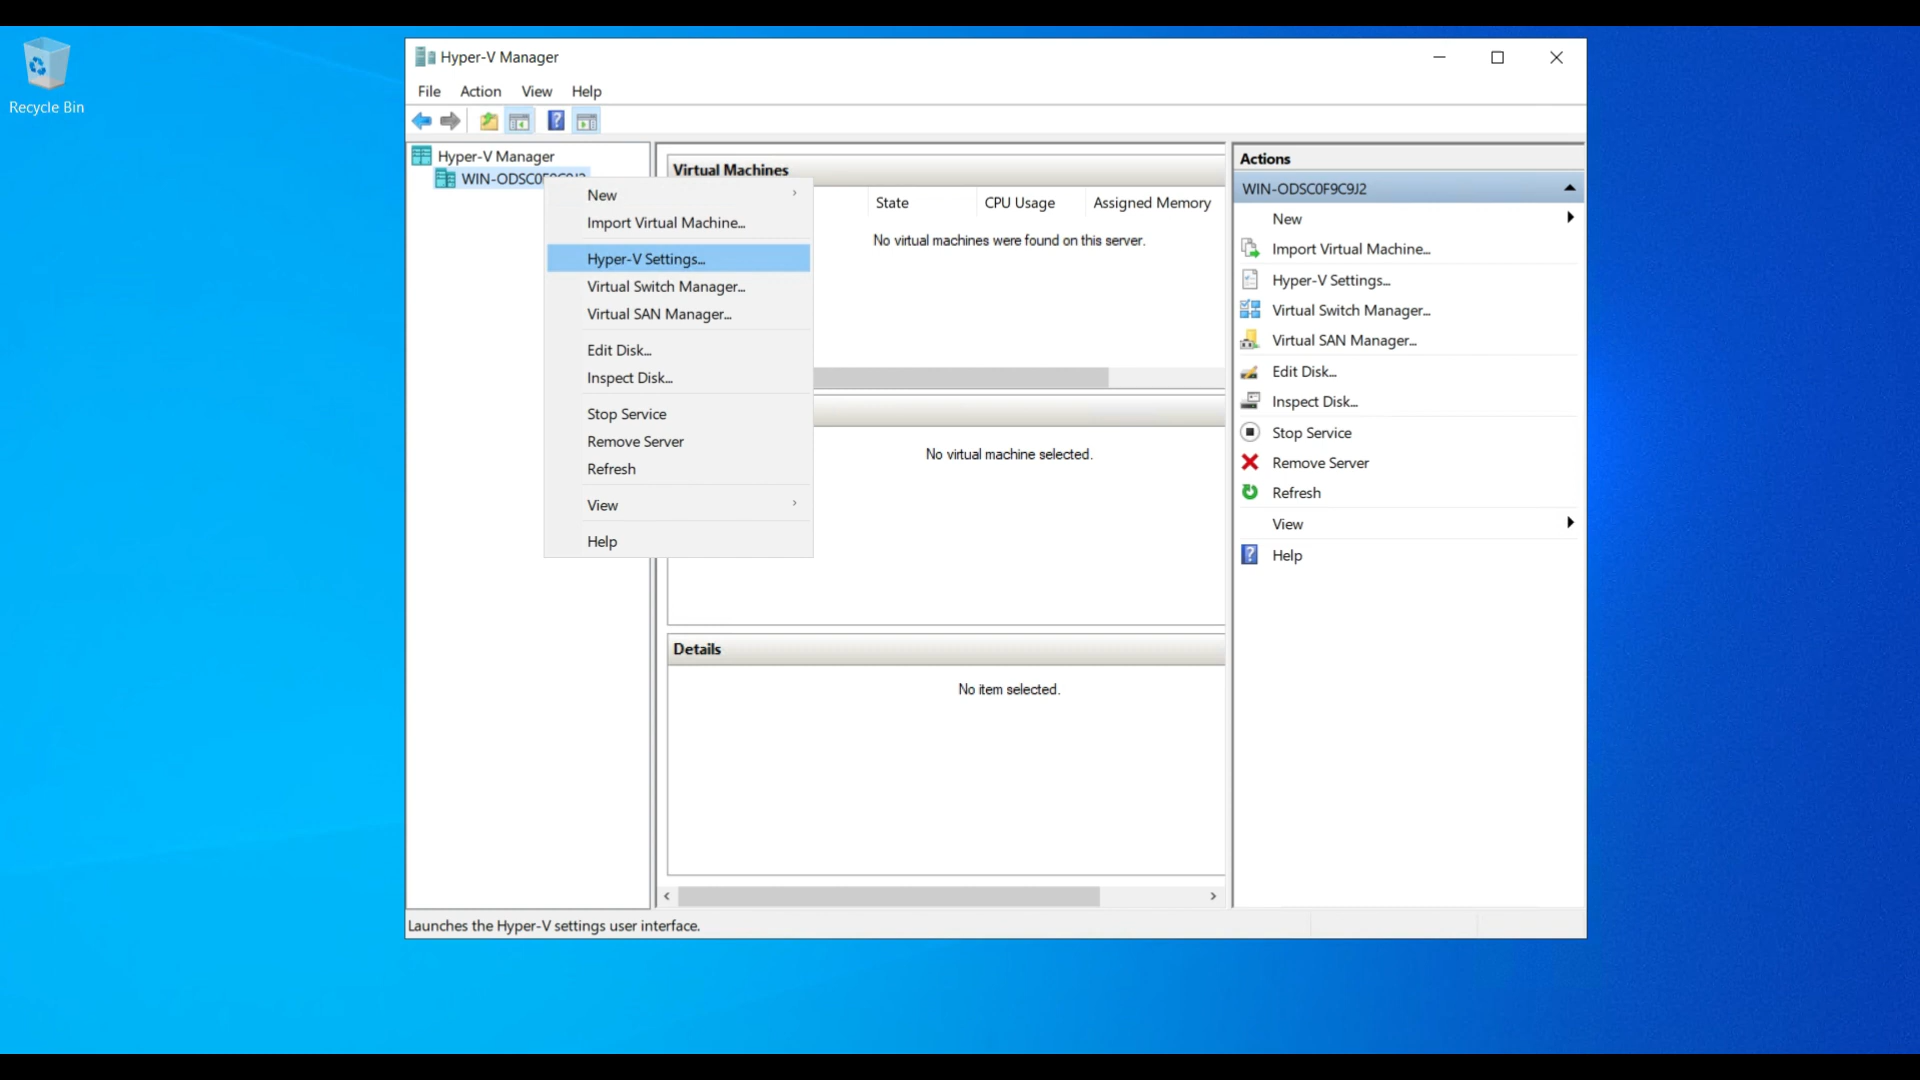 Recycle Bin
Hyper-V Manager
File Action View Help
Hyper-V Manager
WIN-ODSC0F9C9J2
New
Import Virtual Machine...
Hyper-V Settings...
Virtual Switch Manager...
Virtual SAN Manager...
Edit Disk...
Inspect Disk...
Stop Service
Remove Server
Refresh
View
Help
Virtual Machines
State CPU Usage Assigned Memory
No virtual machines were found on this server.
No virtual machine selected.
Details
No item selected.
Actions
WIN-ODSC0F9C9J2
New
Import Virtual Machine...
Hyper-V Settings...
Virtual Switch Manager...
Virtual SAN Manager...
Edit Disk...
Inspect Disk...
Stop Service
Remove Server
Refresh
View
Help
Launches the Hyper-V settings user interface.